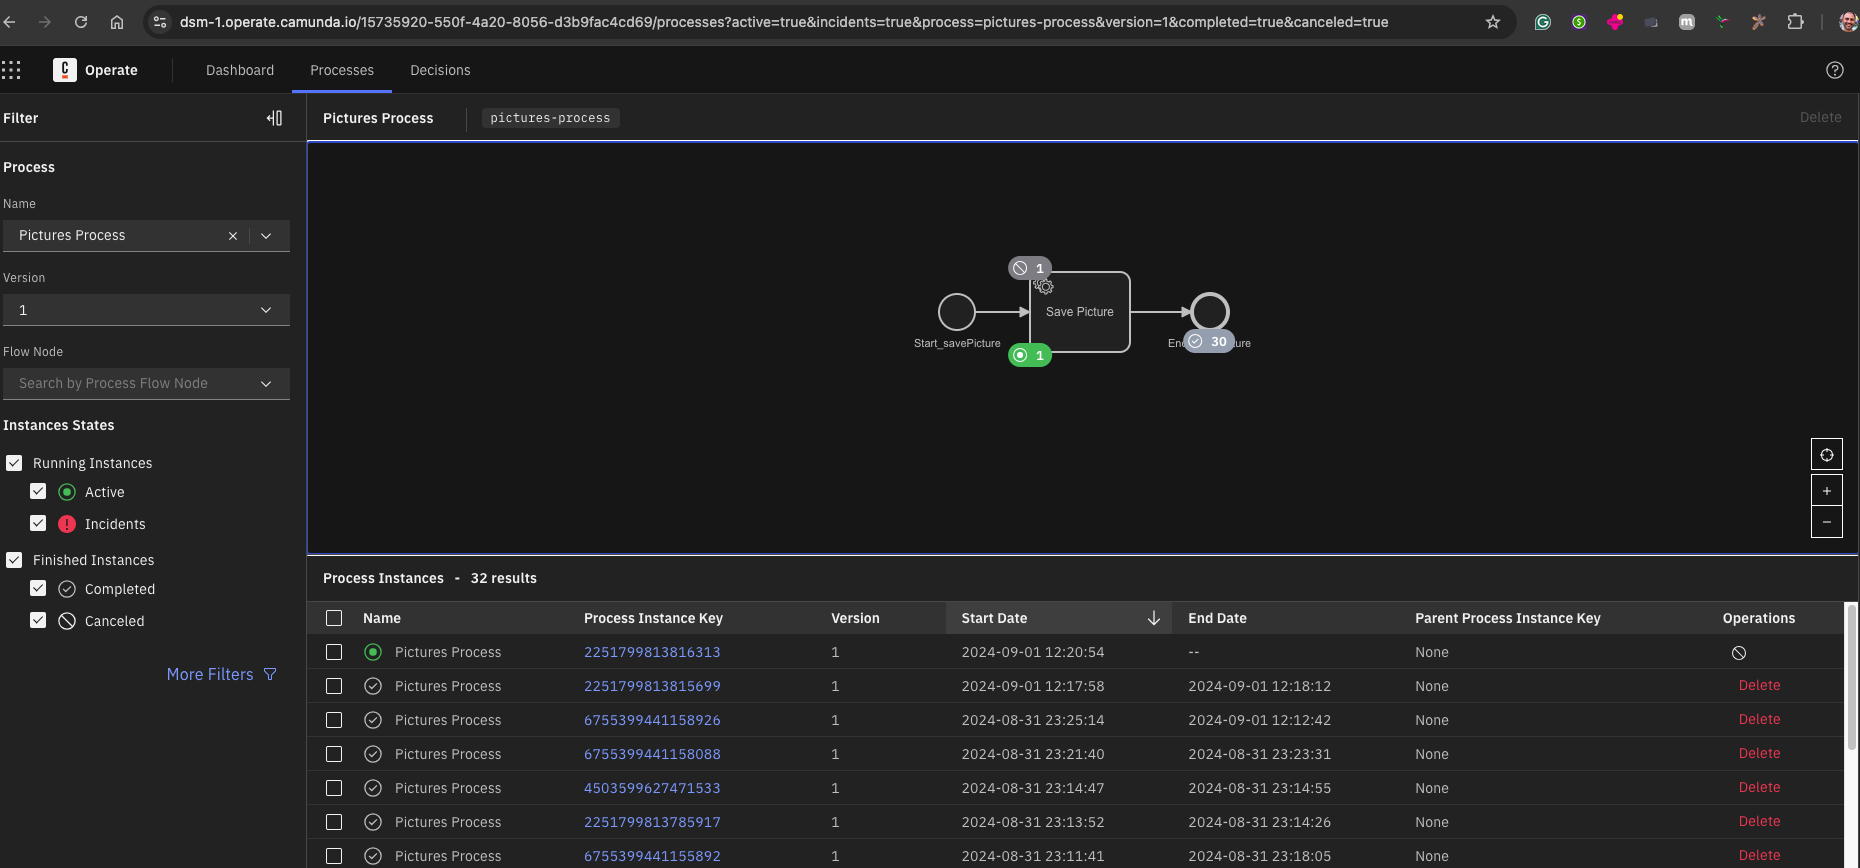 dsm-1.operate.camunda.io/15735920-550f-4a20-8056-d3b9fac4cd69/processes?active=true&incidents=true&process=pictures-process&version=1&completed=true&canceled=true
Operate Dashboard Processes Decisions
Filter
Process
Name
Pictures Process
Version
1
Flow Node
Search by Process Flow Node
Instances States
Running Instances
Active
Incidents
Finished Instances
Completed
Canceled
More Filters
Pictures Process pictures-process Delete
1
Save Picture
Start_savePicture
1
30
Process Instances - 32 results
Name Process Instance Key Version Start Date End Date Parent Process Instance Key Operations
Pictures Process 2251799813816313 1 2024-09-01 12:20:54 -- None
Pictures Process 2251799813815699 1 2024-09-01 12:17:58 2024-09-01 12:18:12 None Delete
Pictures Process 6755399441158926 1 2024-08-31 23:25:14 2024-09-01 12:12:42 None Delete
Pictures Process 6755399441158088 1 2024-08-31 23:21:40 2024-08-31 23:23:31 None Delete
Pictures Process 4503599627471533 1 2024-08-31 23:14:47 2024-08-31 23:14:55 None Delete
Pictures Process 2251799813785917 1 2024-08-31 23:13:52 2024-08-31 23:14:26 None Delete
Pictures Process 6755399441155892 1 2024-08-31 23:11:41 2024-08-31 23:18:05 None Delete